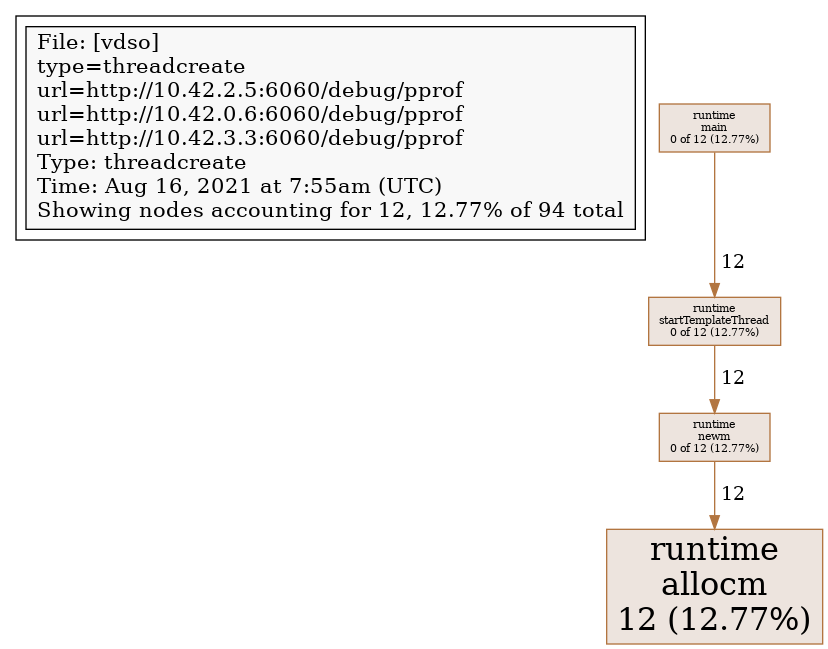 File: [vdso]
type=threadcreate
url=http://10.42.2.5:6060/debug/pprof
url=http://10.42.0.6:6060/debug/pprof
url=http://10.42.3.3:6060/debug/pprof
Type: threadcreate
Time: Aug 16, 2021 at 7:55am (UTC)
Showing nodes accounting for 12, 12.77% of 94 total
runtime
main
0 of 12 (12.77%)
12
runtime
startTemplateThread
0 of 12 (12.77%)
12
runtime
newm
0 of 12 (12.77%)
12
runtime
allocm
12 (12.77%)